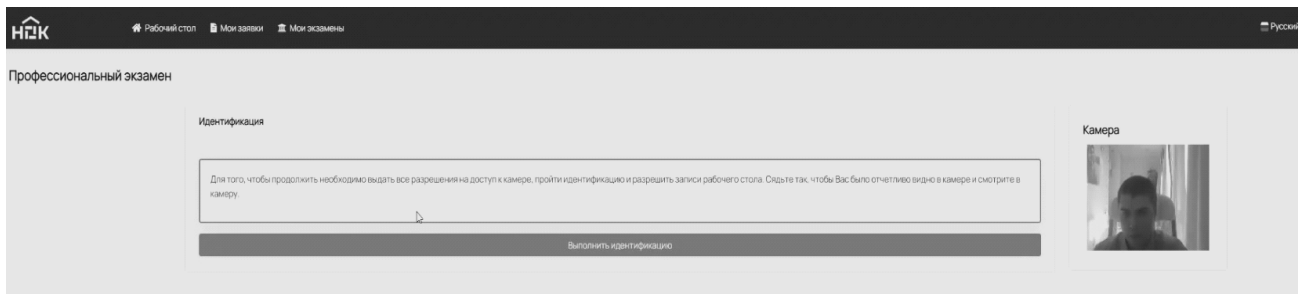 НОК
Рабочий стол
Мои заявки
Мои экзамены
Русский
Профессиональный экзамен
Идентификация
Для того, чтобы продолжить необходимо выдать все разрешения на доступ к камере, пройти идентификацию и разрешить записи рабочего стола. Сядьте так, чтобы Вас было отчетливо видно в камере и смотрите в
камеру.
Выполнить идентификацию
Камера